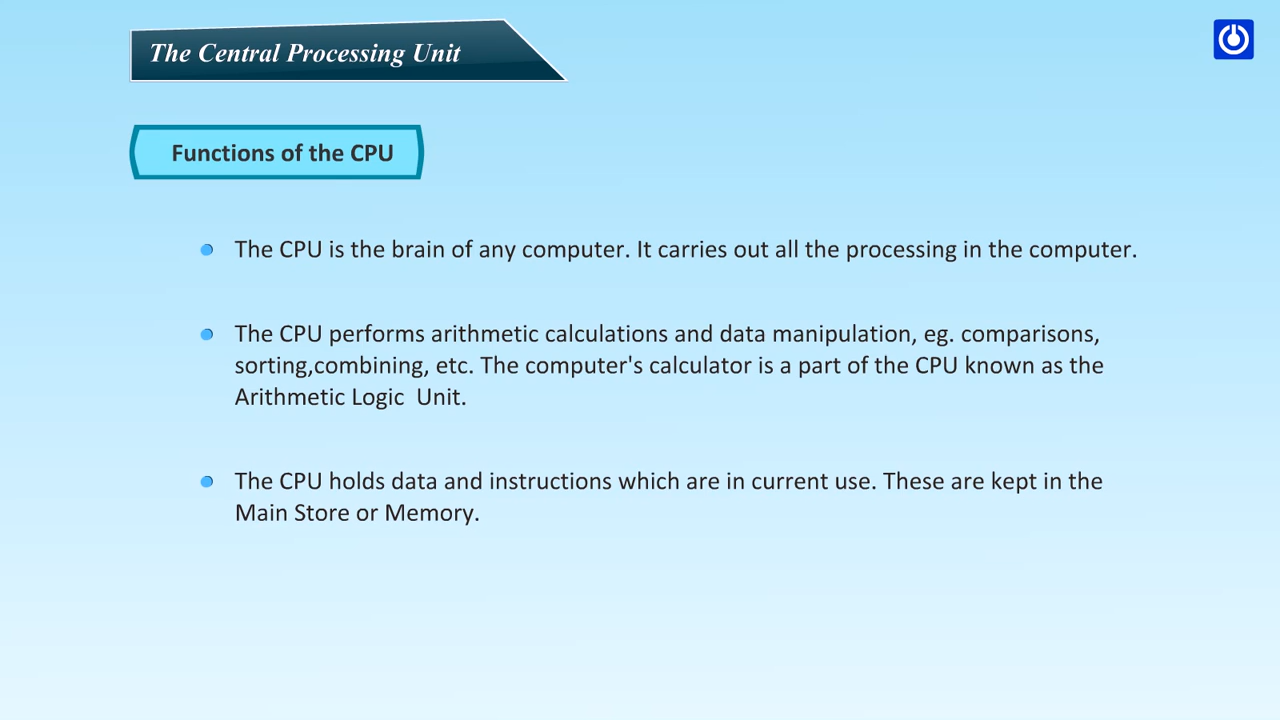 The Central Processing Unit
Functions of the CPU
The CPU is the brain of any computer. It carries out all the processing in the computer.
The CPU performs arithmetic calculations and data manipulation, eg. comparisons,
sorting,combining, etc. The computer's calculator is a part of the CPU known as the
Arithmetic Logic  Unit.
The CPU holds data and instructions which are in current use. These are kept in the
Main Store or Memory.